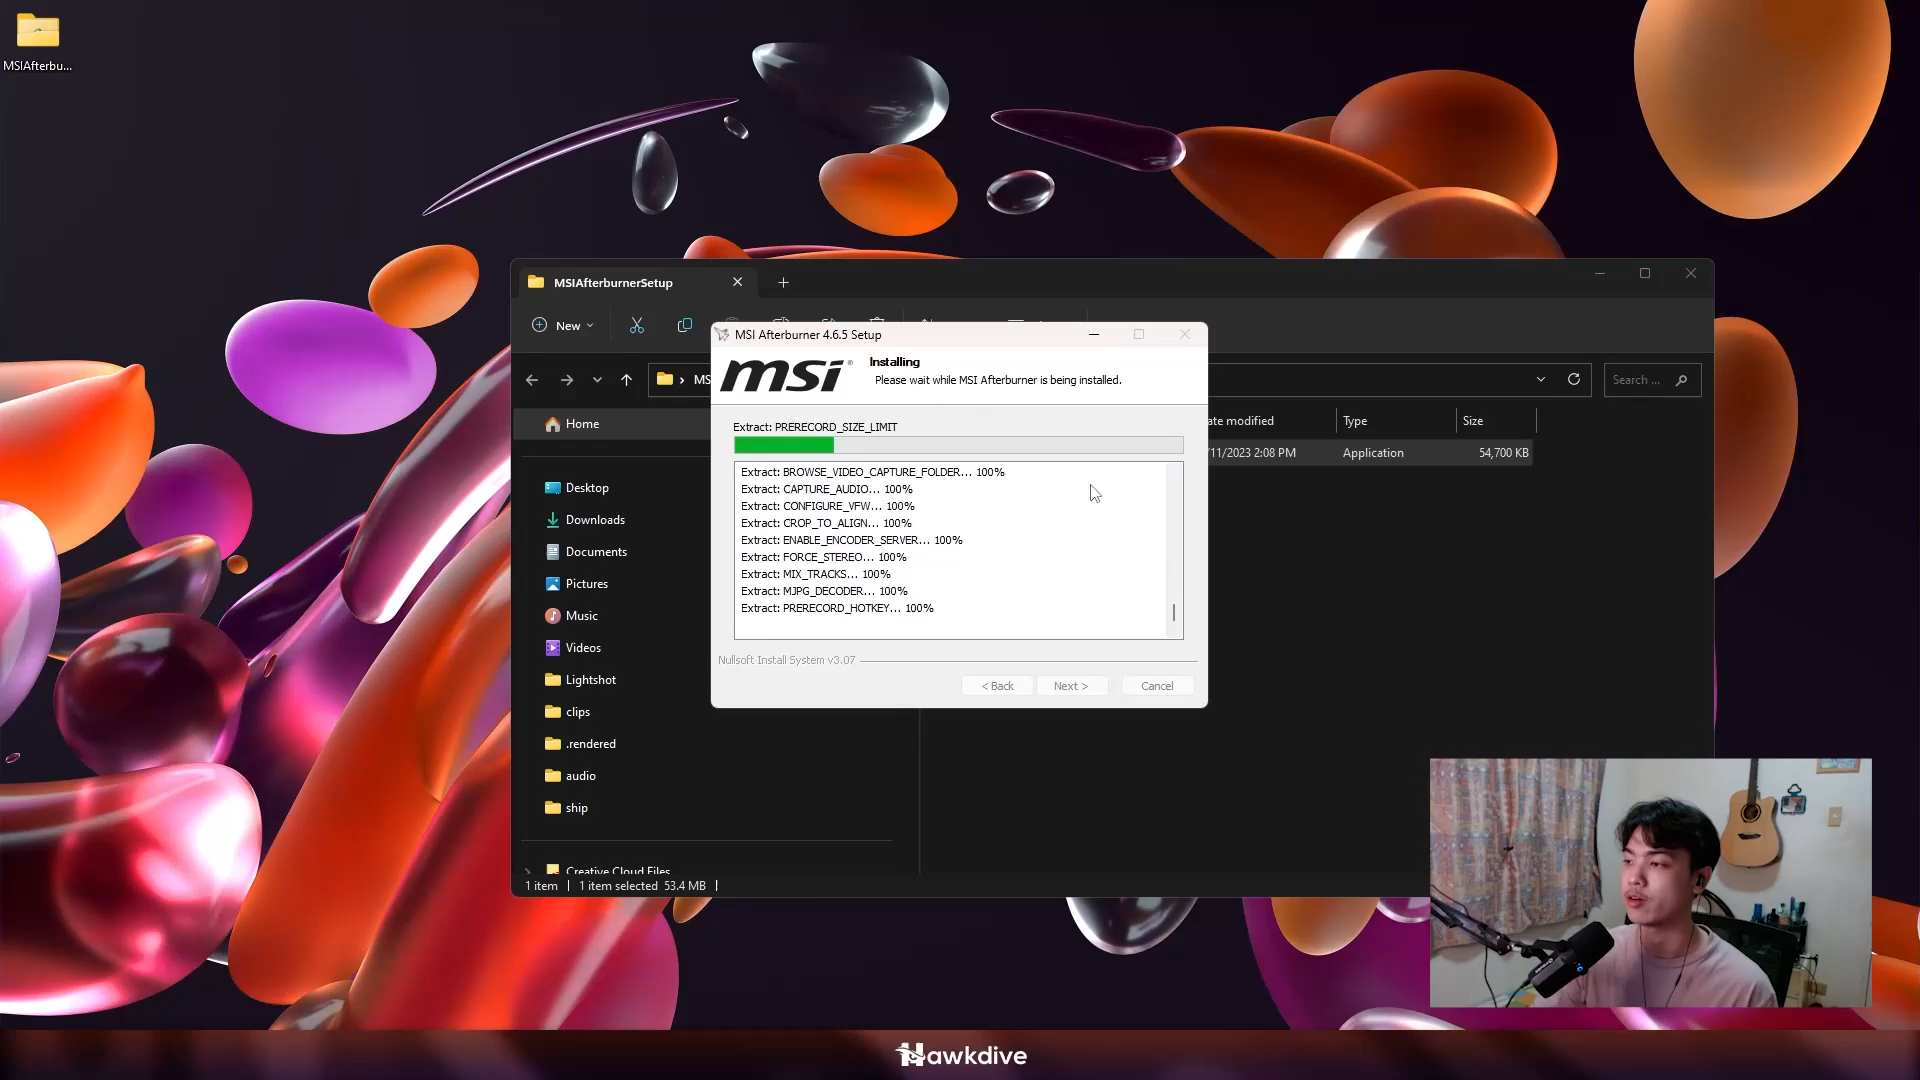 MSIAfterbu...
MSIAfterburnerSetup
New
MS
Search ...
Home
Desktop
Downloads
Documents
Pictures
Music
Videos
Lightshot
clips
.rendered
audio
ship
Creative Cloud Files
1 item | 1 item selected 53.4 MB |
ate modified
Type
Size
/11/2023 2:08 PM
Application
54,700 KB
MSI Afterburner 4.6.5 Setup
msi
Installing
Please wait while MSI Afterburner is being installed.
Extract: PRERECORD_SIZE_LIMIT
Extract: BROWSE_VIDEO_CAPTURE_FOLDER... 100%
Extract: CAPTURE_AUDIO... 100%
Extract: CONFIGURE_VFW... 100%
Extract: CROP_TO_ALIGN... 100%
Extract: ENABLE_ENCODER_SERVER... 100%
Extract: FORCE_STEREO... 100%
Extract: MIX_TRACKS... 100%
Extract: MJPG_DECODER... 100%
Extract: PRERECORD_HOTKEY... 100%
Nullsoft Install System v3.07
< Back
Next >
Cancel
Hawkdive